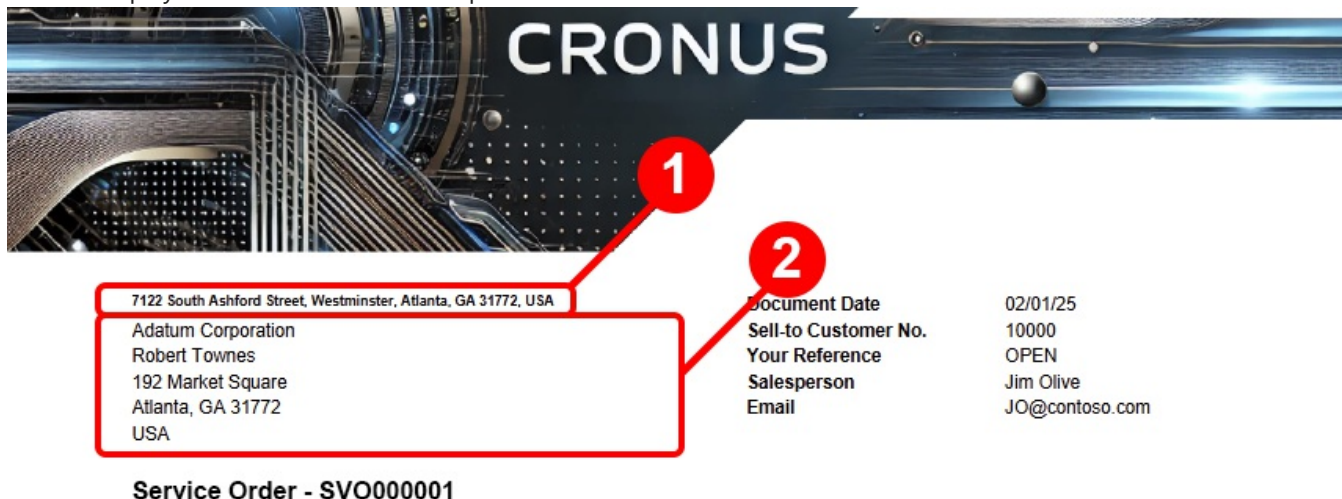 CRONUS
1
2
7122 South Ashford Street, Westminster, Atlanta, GA 31772, USA
Adatum Corporation
Robert Townes
192 Market Square
Atlanta, GA 31772
USA
Document Date 02/01/25
Sell-to Customer No. 10000
Your Reference OPEN
Salesperson Jim Olive
Email JO@contoso.com
Service Order - SVO000001